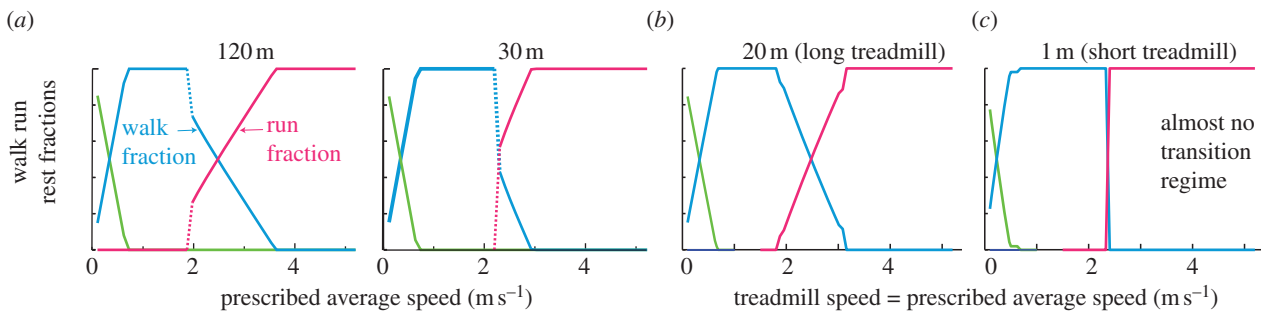 (a)
120 m
30 m
(b)
20 m (long treadmill)
(c)
1 m (short treadmill)
walk run
rest fractions
walk
fraction
run
fraction
almost no
transition
regime
0 2 4
0 2 4
0 2 4
0 2 4
prescribed average speed (m s⁻¹)
treadmill speed = prescribed average speed (m s⁻¹)